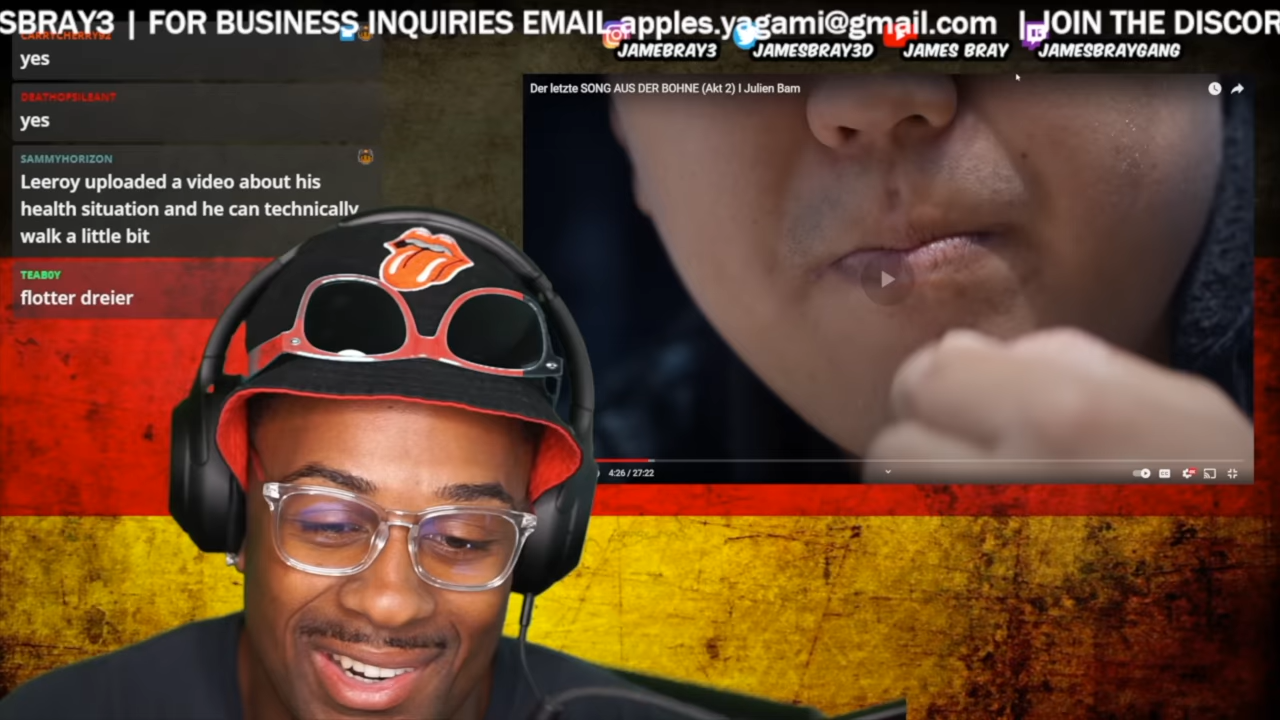 SBRAY3 | FOR BUSINESS INQUIRIES EMAIL apples.yagami@gmail.com | JOIN THE DISCOR
JAMEBRAY3 JAMESBRAY3D JAMES BRAY JAMESBRAYGANG
CARRYCHERRY92
yes
DEATHOFSILEANT
yes
SAMMYHORIZON
Leeroy uploaded a video about his
health situation and he can technically
walk a little bit
TEABOY
flotter dreier
Der letzte SONG AUS DER BOHNE (Akt 2) I Julien Bam
4:26 / 27:22